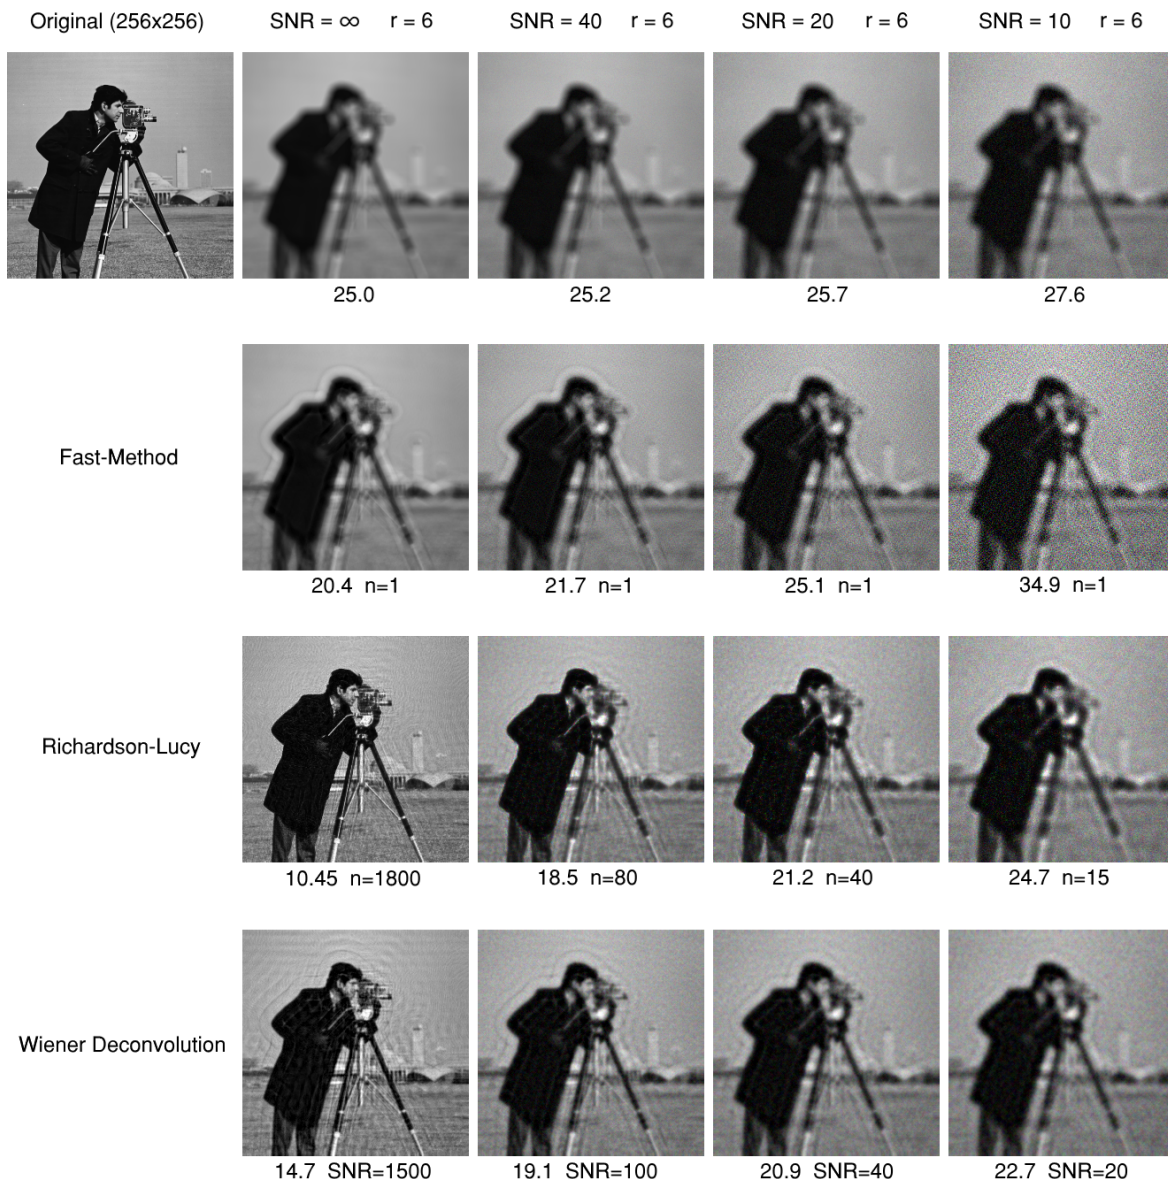 Original (256x256) SNR = ∞ r = 6 SNR = 40 r = 6 SNR = 20 r = 6 SNR = 10 r = 6
25.0 25.2 25.7 27.6
Fast-Method
20.4 n=1 21.7 n=1 25.1 n=1 34.9 n=1
Richardson-Lucy
10.45 n=1800 18.5 n=80 21.2 n=40 24.7 n=15
Wiener Deconvolution
14.7 SNR=1500 19.1 SNR=100 20.9 SNR=40 22.7 SNR=20